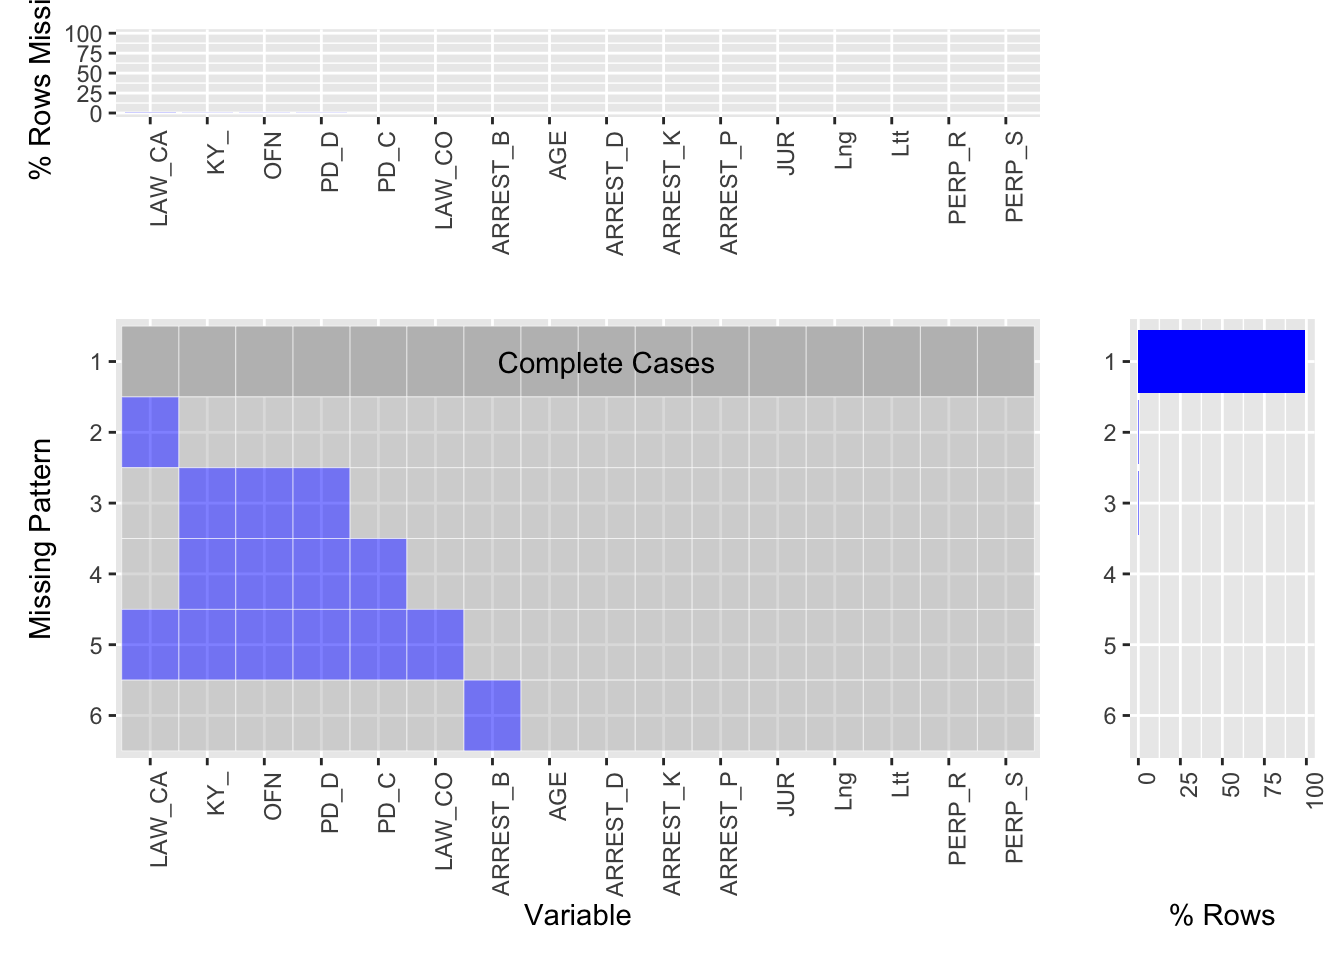 % Rows Missi
100
75
50
25
0
LAW_CA
KY_
OFN
PD_D
PD_C
LAW_CO
ARREST_B
AGE
ARREST_D
ARREST_K
ARREST_P
JUR
Lng
Ltt
PERP_R
PERP_S
Missing Pattern
1
2
3
4
5
6
Complete Cases
LAW_CA
KY_
OFN
PD_D
PD_C
LAW_CO
ARREST_B
AGE
ARREST_D
ARREST_K
ARREST_P
JUR
Lng
Ltt
PERP_R
PERP_S
Variable
1
2
3
4
5
6
0
25
50
75
100
% Rows